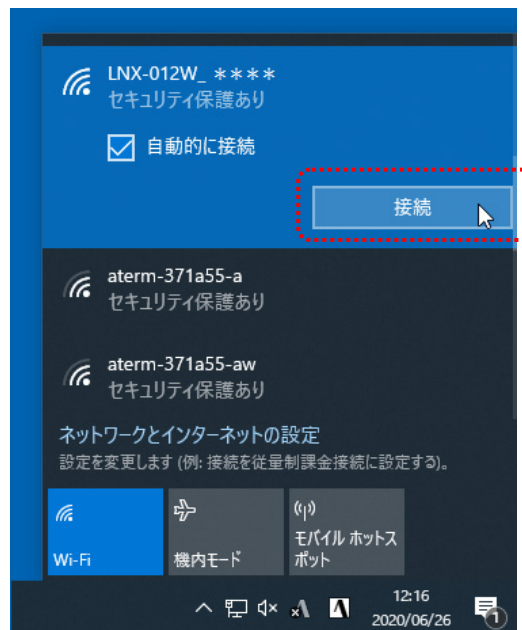 LNX-012W_ ****
セキュリティ保護あり
自動的に接続
接続
aterm-371a55-a
セキュリティ保護あり
aterm-371a55-aw
セキュリティ保護あり
ネットワークとインターネットの設定
設定を変更します (例: 接続を従量制課金接続に設定する)。
Wi-Fi
機内モード
モバイル ホットス
ポット
12:16
2020/06/26
1